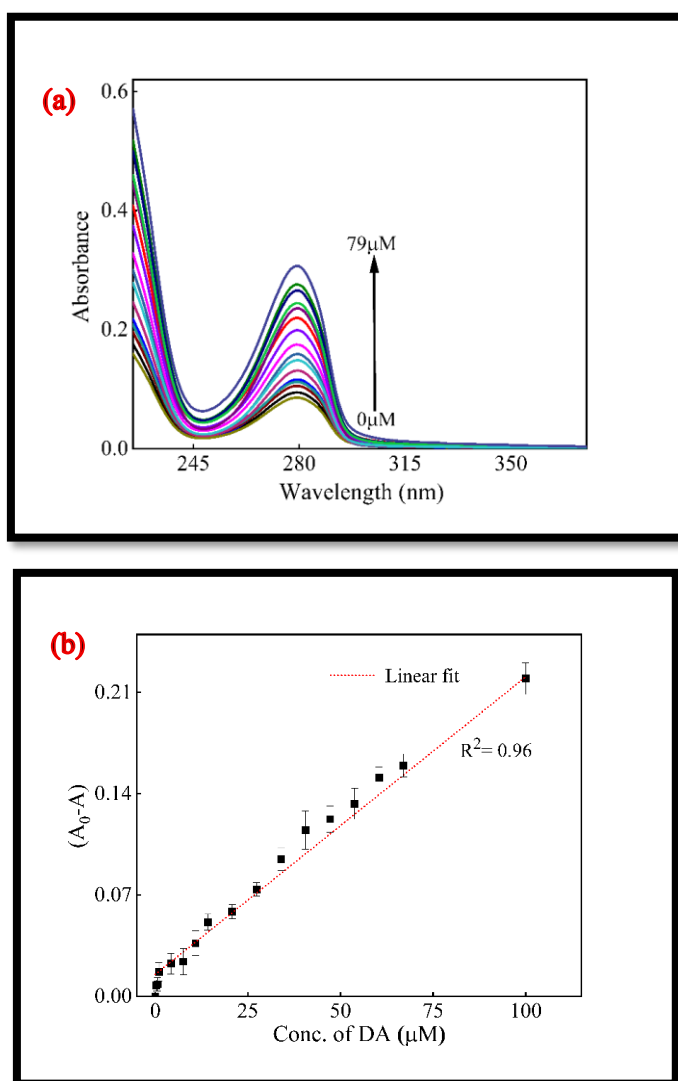 (a)
0.6
0.4
0.2
0.0
Absorbance
79μM
0μM
245 280 315 350
Wavelength (nm)
(b)
0.21
0.14
0.07
0.00
(A₀-A)
Linear fit
R²= 0.96
0 25 50 75 100
Conc. of DA (μM)